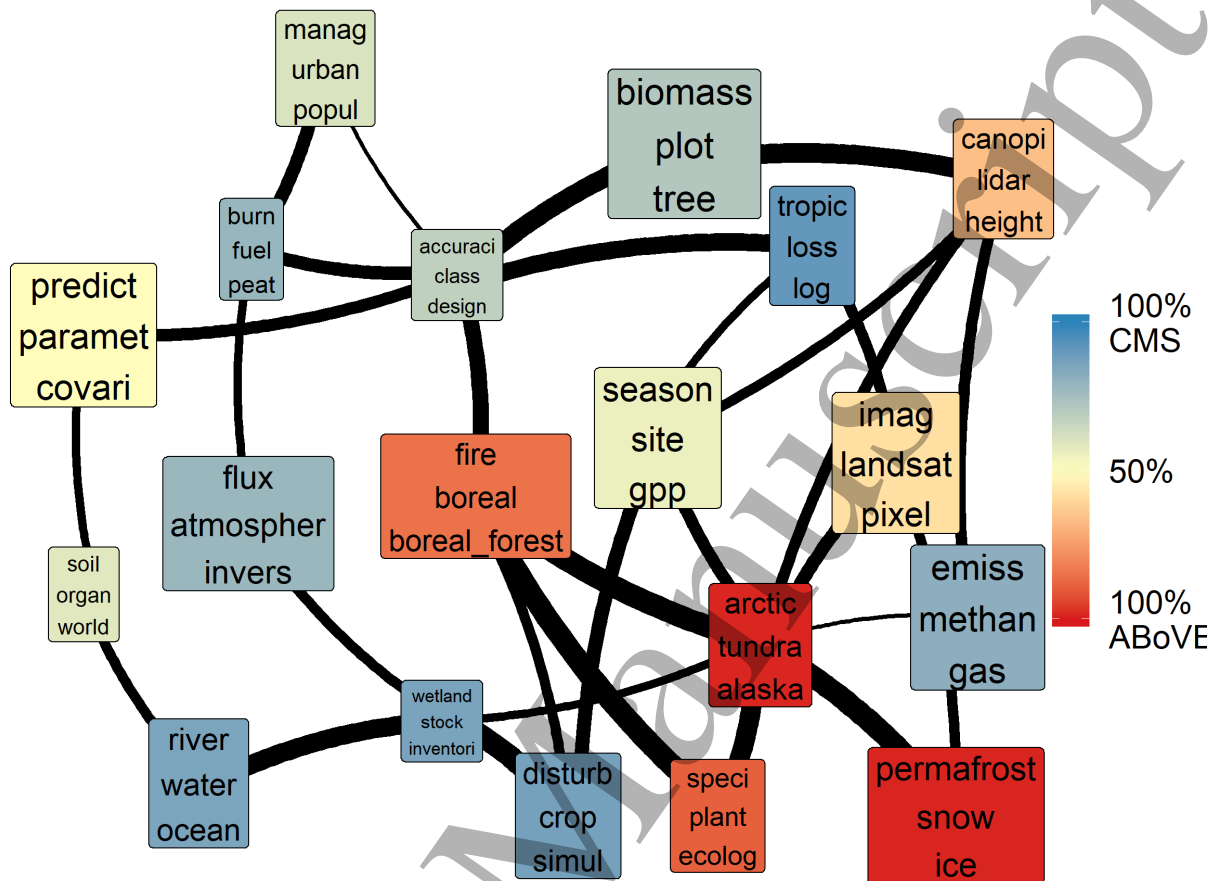 manag
urban
popul
biomass
plot
tree
canopi
lidar
height
burn
fuel
peat
accuraci
class
design
tropic
loss
log
predict
paramet
covari
100%
CMS
50%
100%
ABoVE
season
site
gpp
imag
landsat
pixel
fire
boreal
boreal_forest
flux
atmospher
invers
soil
organ
world
emiss
methan
gas
arctic
tundra
alaska
wetland
stock
inventori
river
water
ocean
disturb
crop
simul
speci
plant
ecolog
permafrost
snow
ice
Manuscript